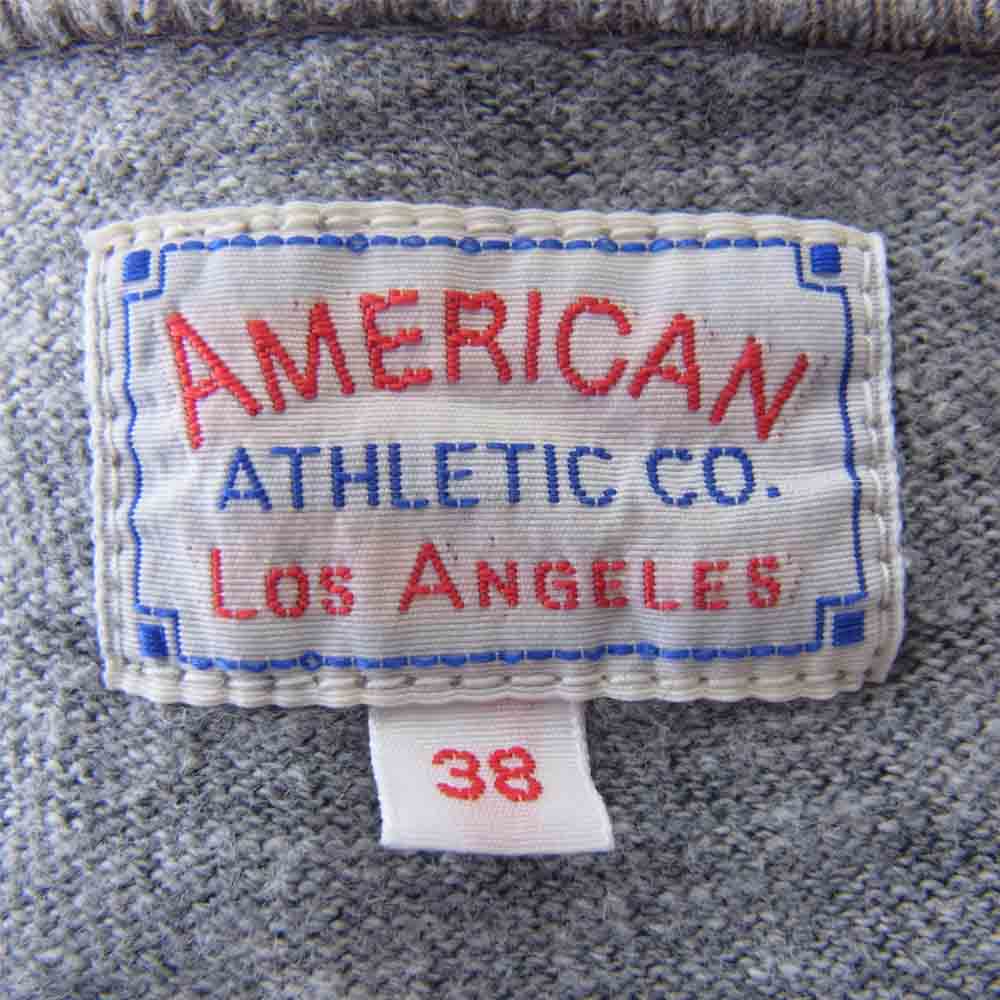 AMERICAN
ATHLETIC CO.
LOS ANGELES
38